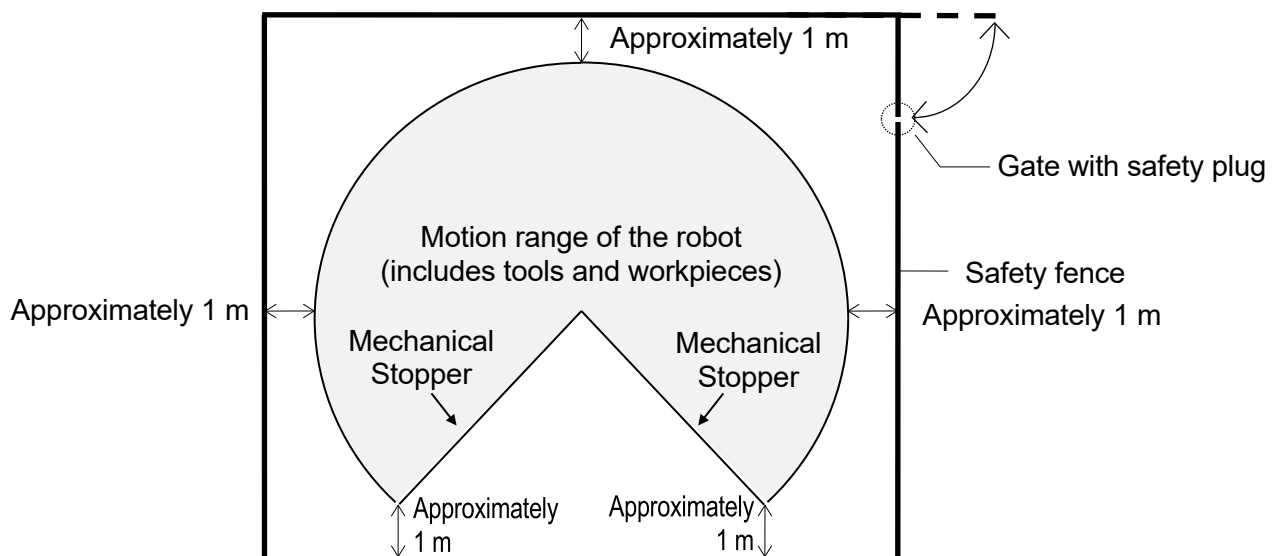 Approximately 1 m
Gate with safety plug
Motion range of the robot
(includes tools and workpieces)
Safety fence
Approximately 1 m
Approximately 1 m
Mechanical
Stopper
Mechanical
Stopper
Approximately
1 m
Approximately
1 m